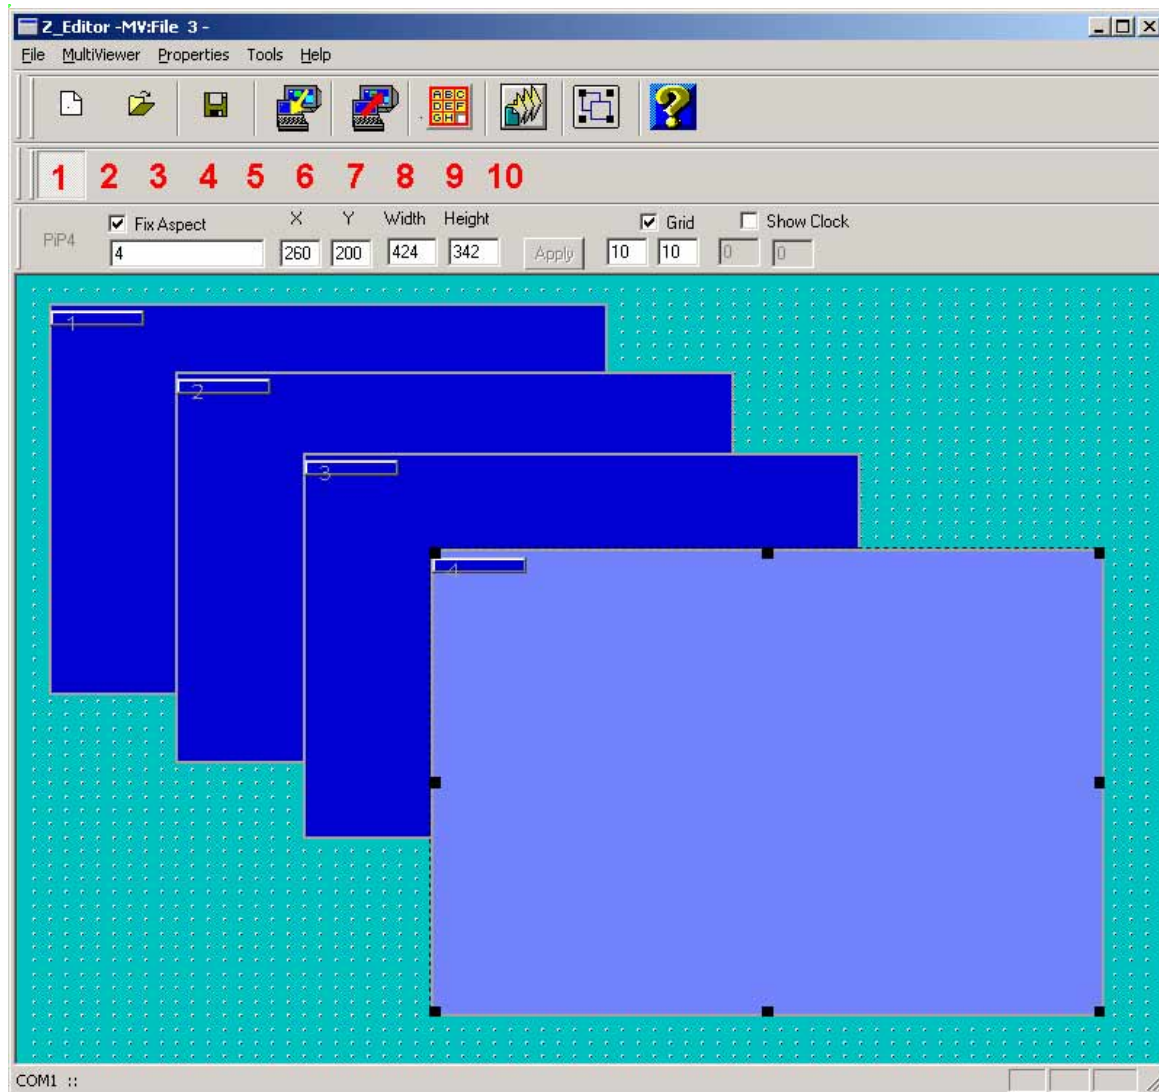 Z_Editor -MV:File 3 -
File MultiViewer Properties Tools Help
ABC
DEF
GH
?
1 2 3 4 5 6 7 8 9 10
PiP4
Fix Aspect X Y Width Height Grid Show Clock
4 260 200 424 342 Apply 10 10 0 0
1
2
3
4
COM1 ::